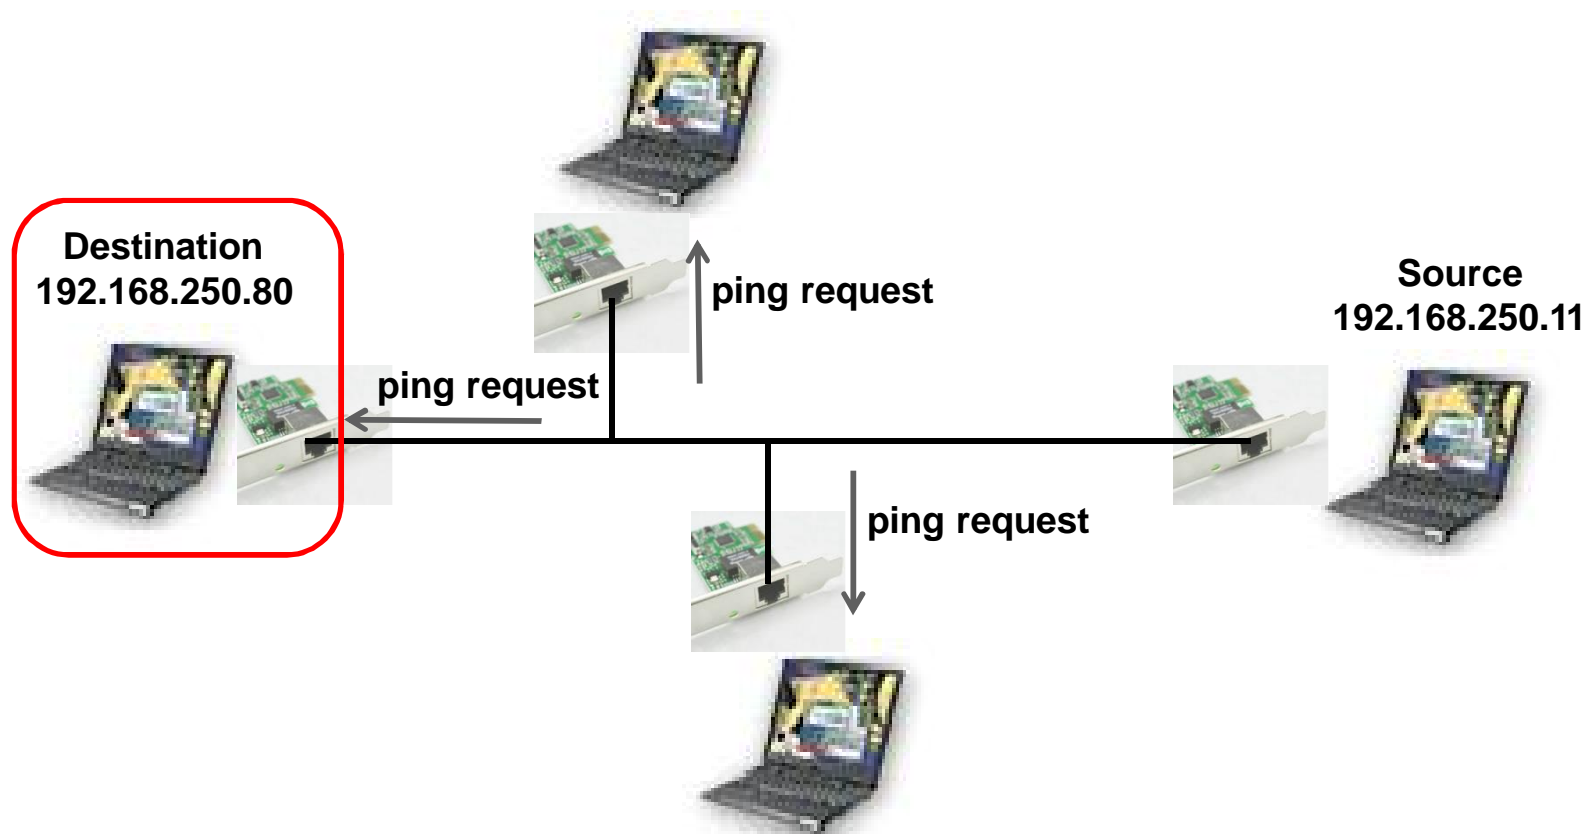 Destination
192.168.250.80
ping request
Source
192.168.250.11
ping request
ping request